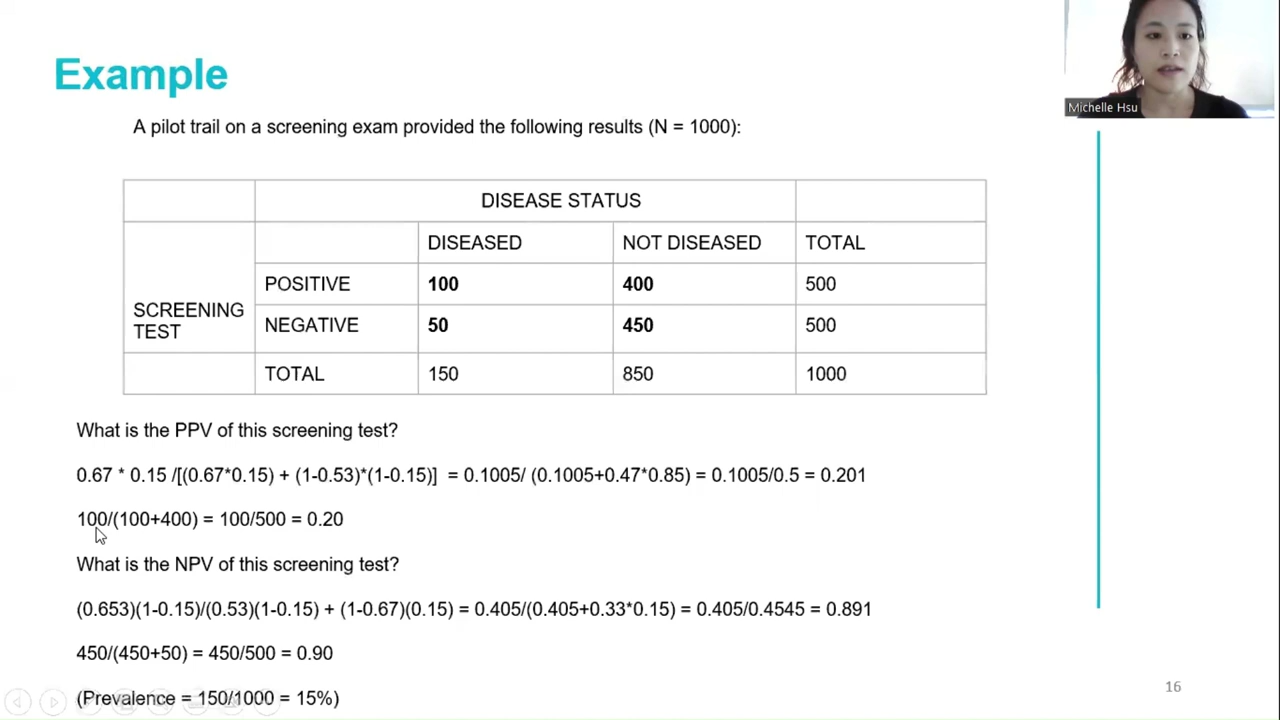 Example
Michelle Hsu
A pilot trail on a screening exam provided the following results (N = 1000):
DISEASE STATUS
DISEASED NOT DISEASED TOTAL
SCREENING TEST
POSITIVE 100 400 500
NEGATIVE 50 450 500
TOTAL 150 850 1000
What is the PPV of this screening test?
0.67 * 0.15 /[(0.67*0.15) + (1-0.53)*(1-0.15)] = 0.1005/ (0.1005+0.47*0.85) = 0.1005/0.5 = 0.201
100/(100+400) = 100/500 = 0.20
What is the NPV of this screening test?
(0.653)(1-0.15)/(0.53)(1-0.15) + (1-0.67)(0.15) = 0.405/(0.405+0.33*0.15) = 0.405/0.4545 = 0.891
450/(450+50) = 450/500 = 0.90
(Prevalence = 150/1000 = 15%)
16